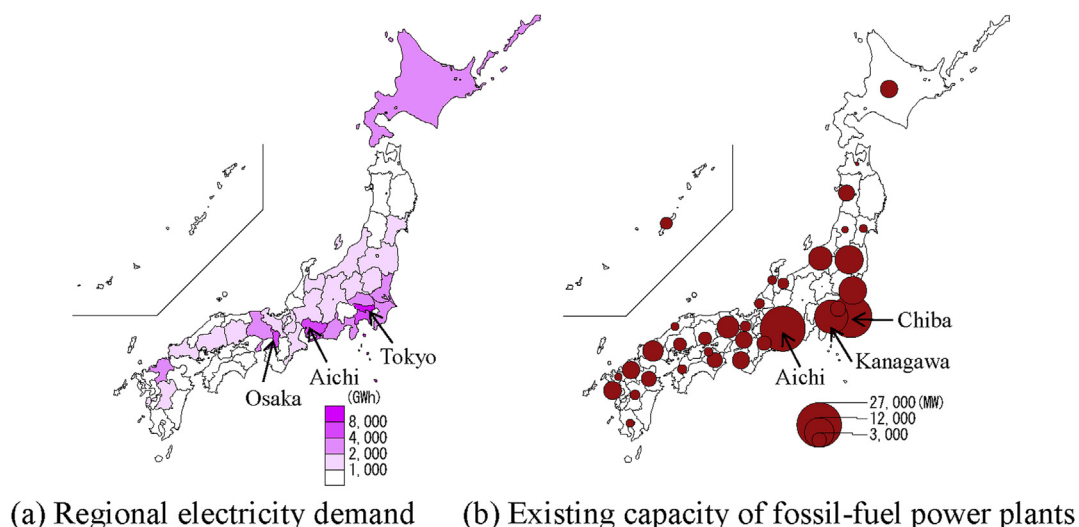 Tokyo
Aichi
Osaka
(GWh)
8,000
4,000
2,000
1,000
Chiba
Kanagawa
Aichi
27,000(MW)
12,000
3,000
(a) Regional electricity demand
(b) Existing capacity of fossil-fuel power plants